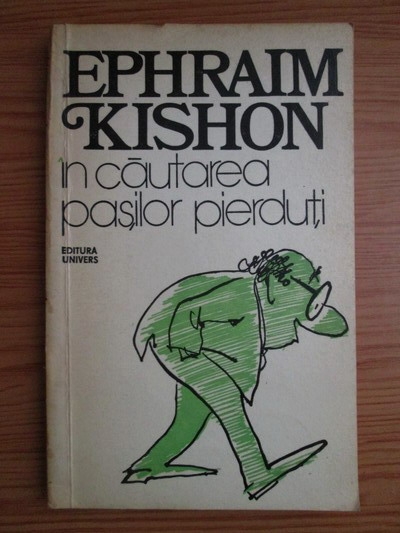 EPHRAIM
KISHON
în căutarea
pașilor pierduți
EDITURA
UNIVERS